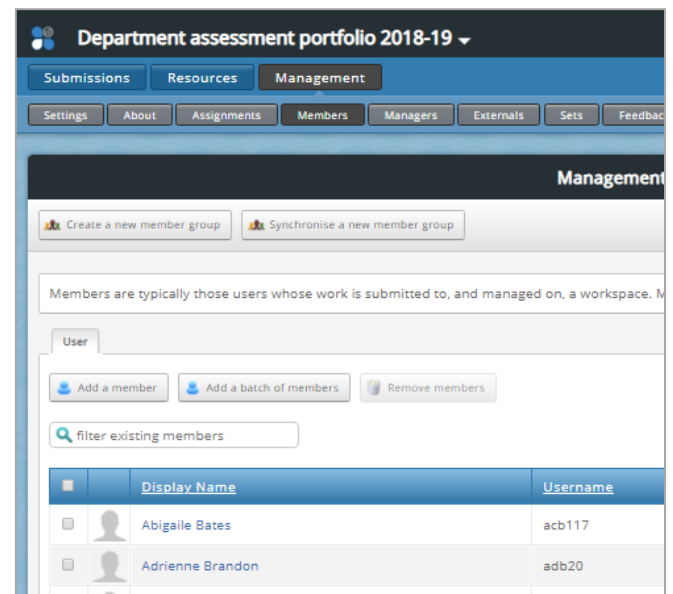 Department assessment portfolio 2018-19
Submissions Resources Management
Settings About Assignments Members Managers Externals Sets Feedbac
Management
Create a new member group Synchronise a new member group
Members are typically those users whose work is submitted to, and managed on, a workspace. M
User
Add a member Add a batch of members Remove members
filter existing members
Display Name Username
Abigaile Bates acb117
Adrienne Brandon adb20